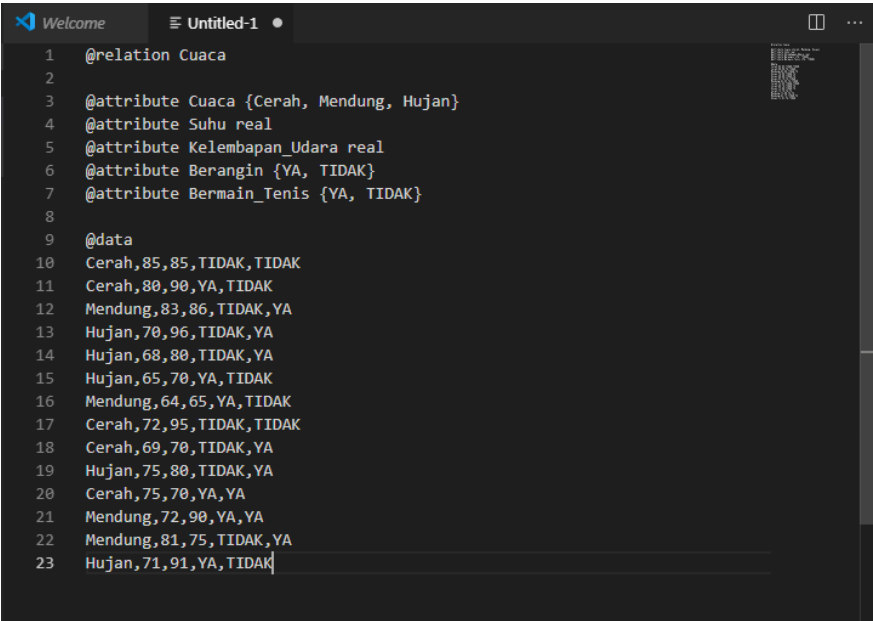 Welcome
Untitled-1
1 @relation Cuaca
2
3 @attribute Cuaca {Cerah, Mendung, Hujan}
4 @attribute Suhu real
5 @attribute Kelembapan_Udara real
6 @attribute Berangin {YA, TIDAK}
7 @attribute Bermain_Tenis {YA, TIDAK}
8
9 @data
10 Cerah,85,85,TIDAK,TIDAK
11 Cerah,80,90,YA,TIDAK
12 Mendung,83,86,TIDAK,YA
13 Hujan,70,96,TIDAK,YA
14 Hujan,68,80,TIDAK,YA
15 Hujan,65,70,YA,TIDAK
16 Mendung,64,65,YA,TIDAK
17 Cerah,72,95,TIDAK,TIDAK
18 Cerah,69,70,TIDAK,YA
19 Hujan,75,80,TIDAK,YA
20 Cerah,75,70,YA,YA
21 Mendung,72,90,YA,YA
22 Mendung,81,75,TIDAK,YA
23 Hujan,71,91,YA,TIDAK